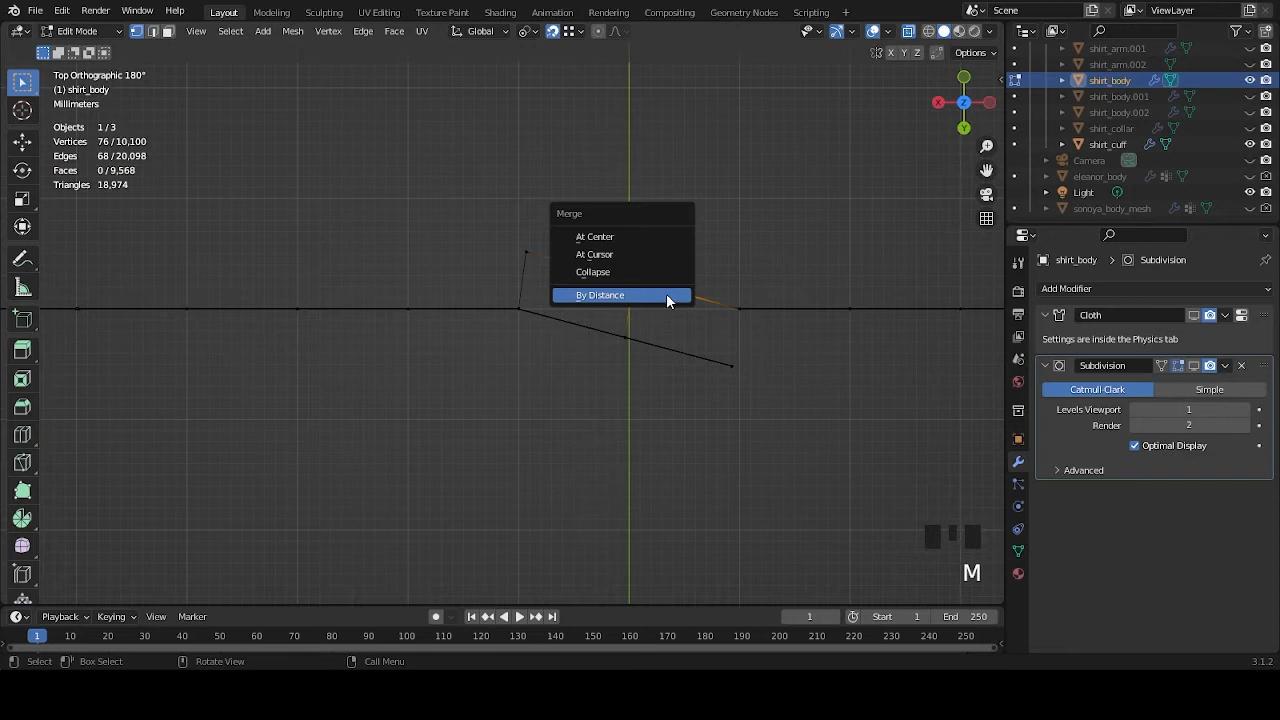 File Edit Render Window Help Layout Modeling Sculpting UV Editing Texture Paint Shading Animation Rendering Compositing Geometry Nodes Scripting + Scene ViewLayer
Edit Mode View Select Add Mesh Vertex Edge Face UV Global
X Y Z Options
Top Orthographic 180°
(1) shirt_body
Millimeters
Objects 1 / 3
Vertices 76 / 10,100
Edges 68 / 20,098
Faces 0 / 9,568
Triangles 18,974
X
Z
Y
Merge
At Center
At Cursor
Collapse
By Distance
M
shirt_arm.001
shirt_arm.002
shirt_body
shirt_body.001
shirt_body.002
shirt_collar
shirt_cuff
Camera
eleanor_body
Light
sonoya_body_mesh
shirt_body > Subdivision
Add Modifier
Cloth
Settings are inside the Physics tab
Subdivision
Catmull-Clark Simple
Levels Viewport 1
Render 2
Optimal Display
Advanced
Playback Keying View Marker 1 Start 1 End 250
1 10 20 30 40 50 60 70 80 90 100 110 120 130 140 150 160 170 180 190 200 210 220 230 240 250
Select Box Select Rotate View Call Menu 3.1.2